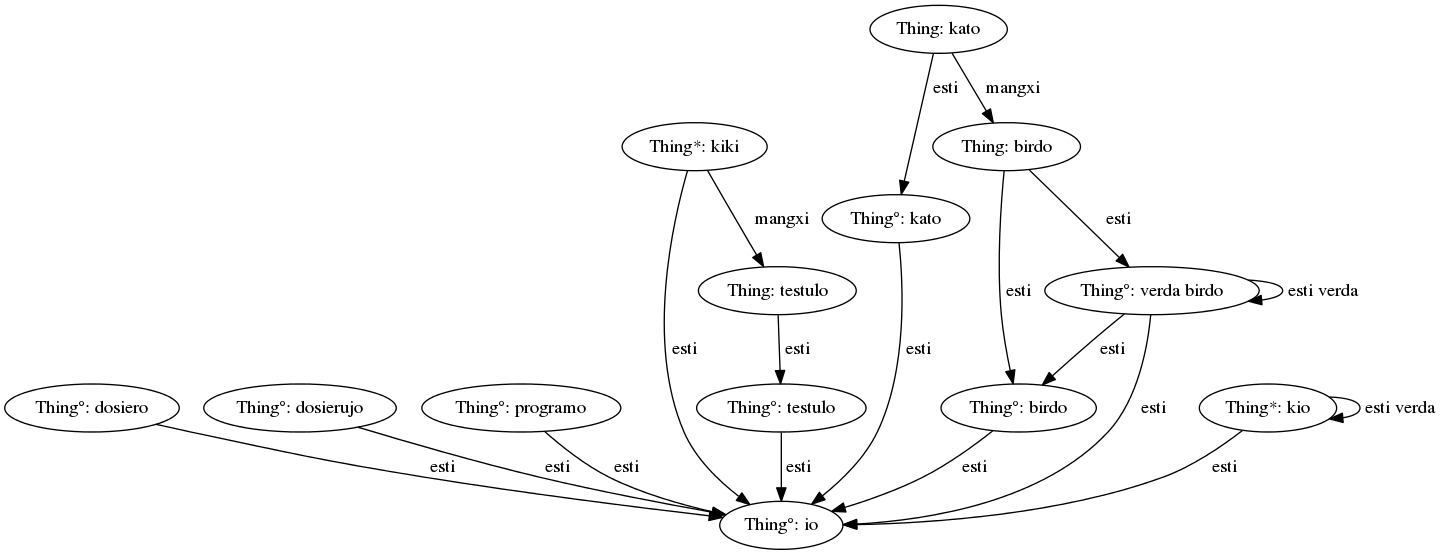 Thing: kato
esti
mangxi
Thing*: kiki
Thing: birdo
mangxi
Thing°: kato
esti
Thing: testulo
esti
Thing°: verda birdo
esti verda
esti
esti
esti
esti
Thing°: dosiero
Thing°: dosierujo
Thing°: programo
Thing°: testulo
Thing°: birdo
esti
Thing*: kio
esti verda
esti
esti
esti
esti
esti
esti
Thing°: io